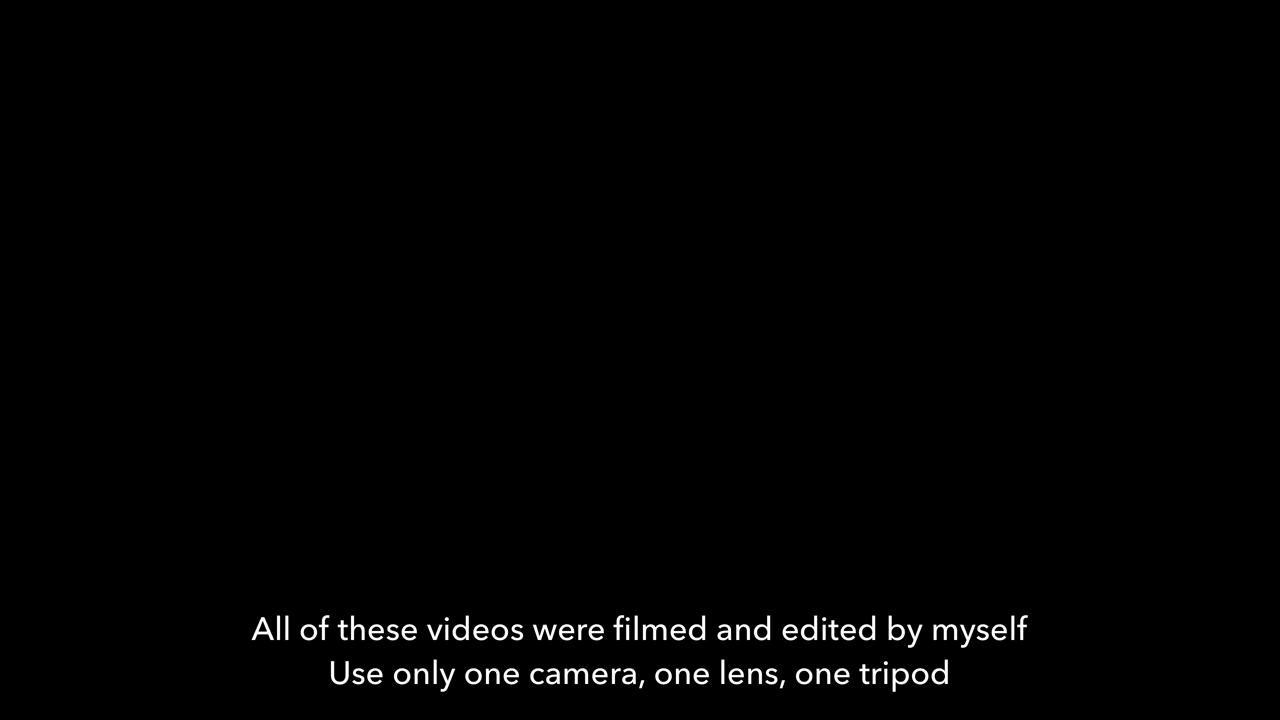 All of these videos were filmed and edited by myself
Use only one camera, one lens, one tripod